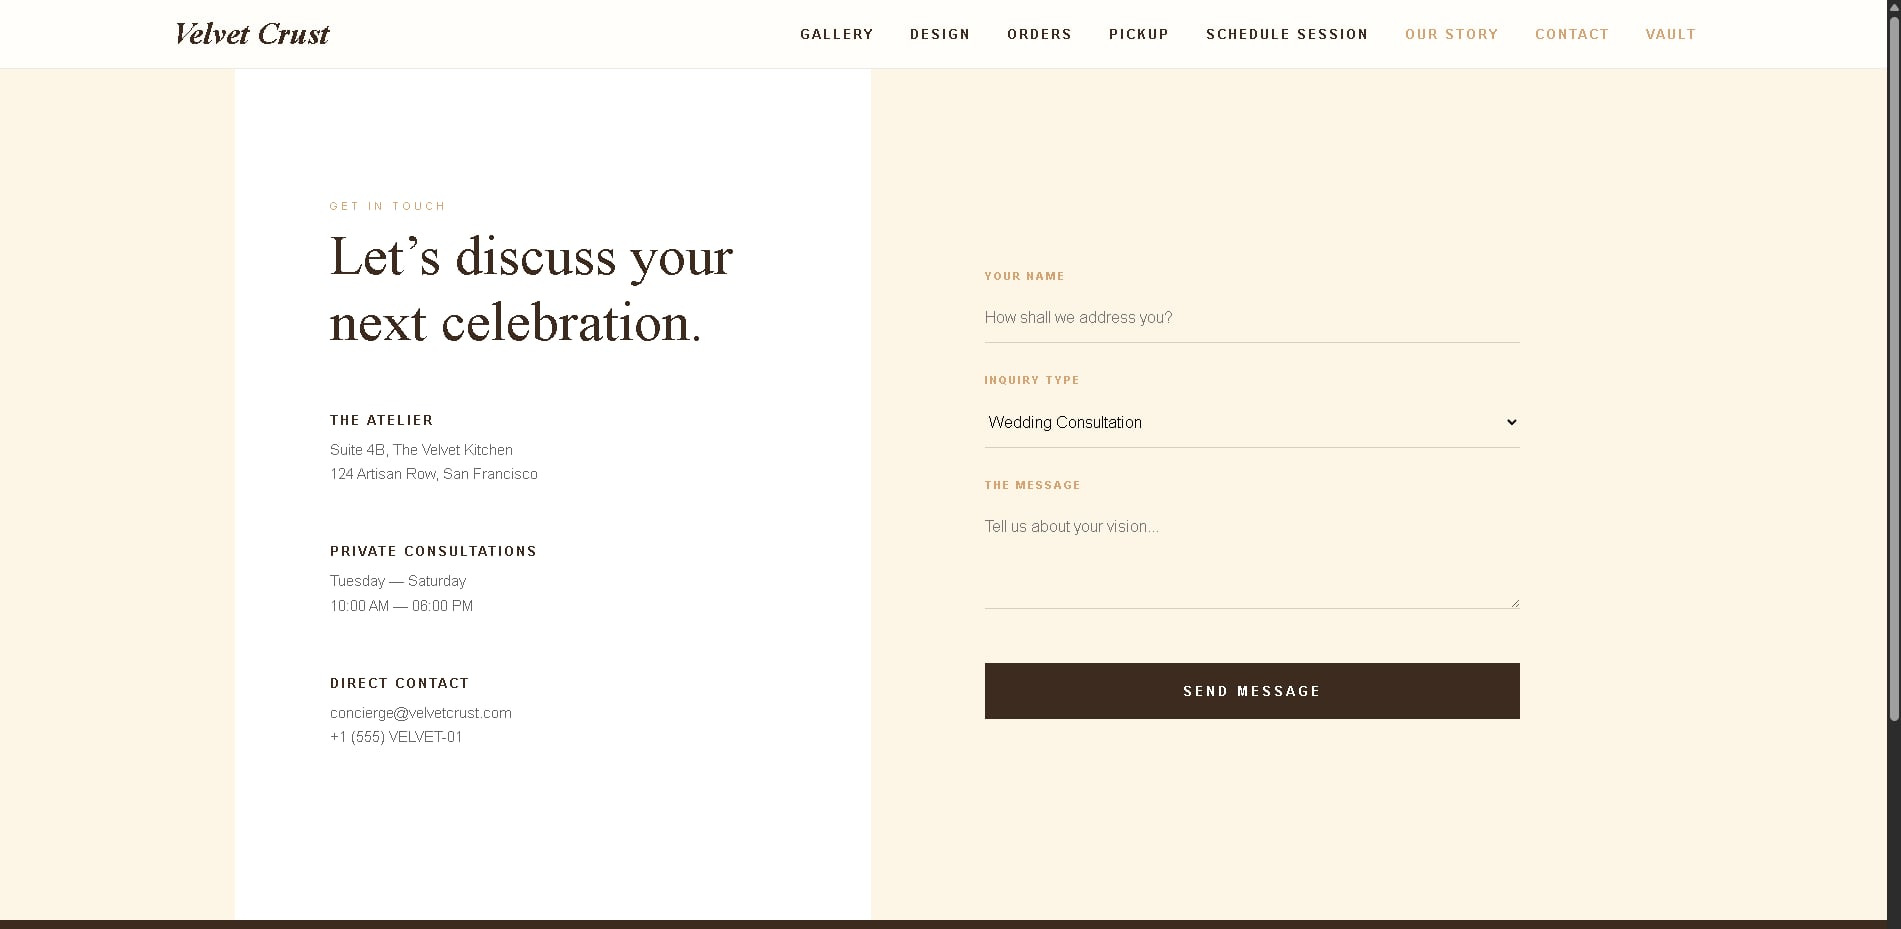 Velvet Crust
GALLERY DESIGN ORDERS PICKUP SCHEDULE SESSION OUR STORY CONTACT VAULT
GET IN TOUCH
Let’s discuss your
next celebration.
THE ATELIER
Suite 4B, The Velvet Kitchen
124 Artisan Row, San Francisco
PRIVATE CONSULTATIONS
Tuesday — Saturday
10:00 AM — 06:00 PM
DIRECT CONTACT
concierge@velvetcrust.com
+1 (555) VELVET-01
YOUR NAME
How shall we address you?
INQUIRY TYPE
Wedding Consultation
THE MESSAGE
Tell us about your vision...
SEND MESSAGE